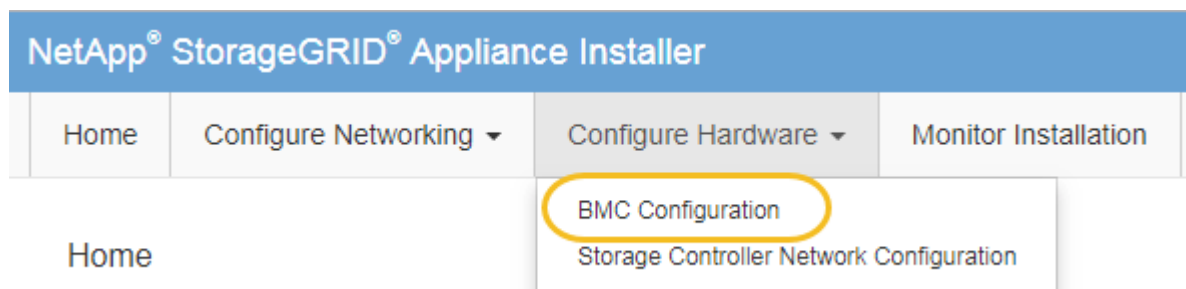 NetApp® StorageGRID® Appliance Installer
Home Configure Networking Configure Hardware Monitor Installation
BMC Configuration
Home
Storage Controller Network Configuration